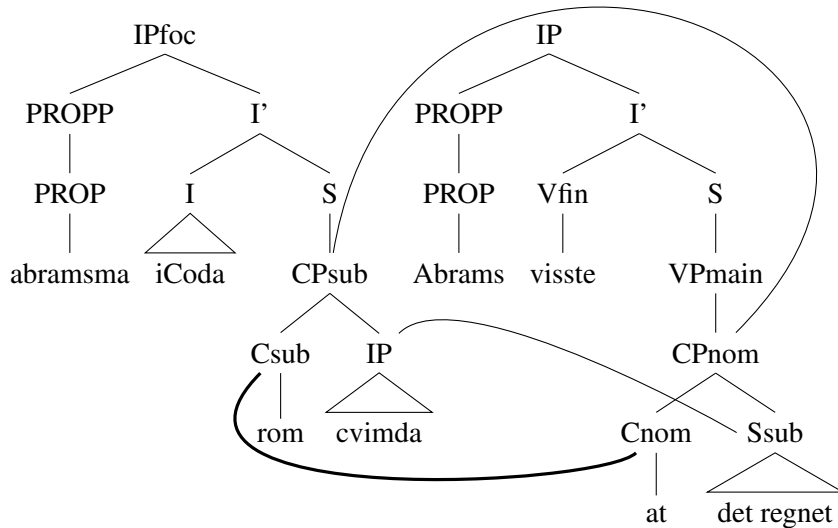 IPfoc IP
PROPP I' PROPP I'
PROP I S PROP Vfin S
abramsma iCoda CPsub Abrams visste VPmain
Csub IP CPnom
rom cvimda Cnom Ssub
at det regnet